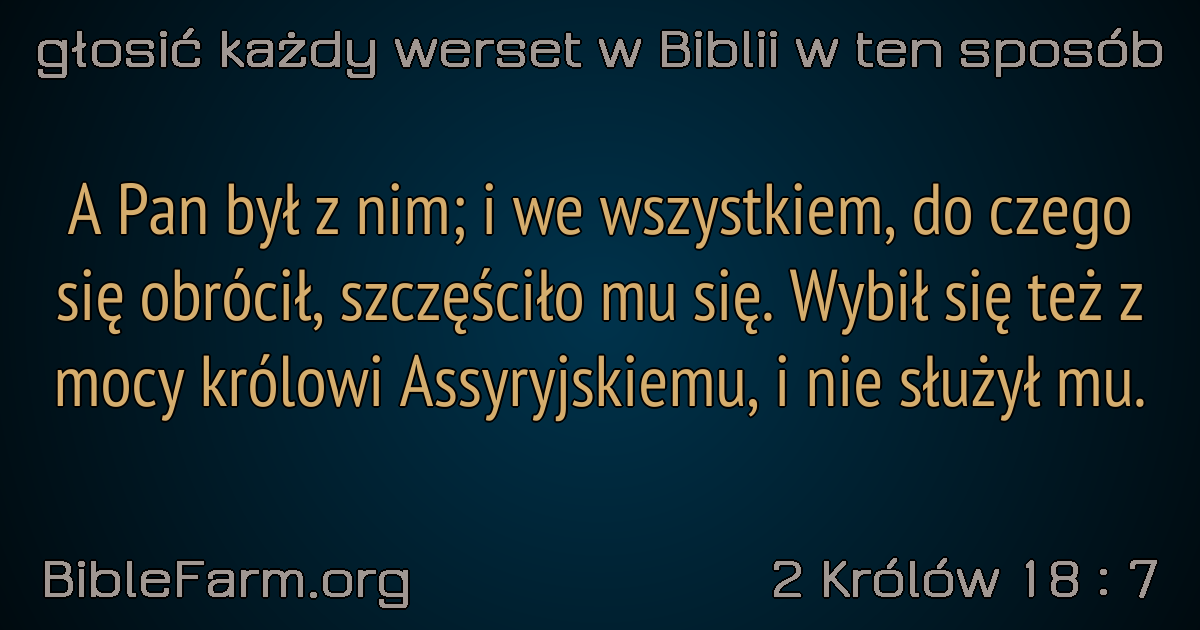 głosić każdy werset w Biblii w ten sposób
A Pan był z nim; i we wszystkiem, do czego
się obrócił, szczęściło mu się. Wybił się też z
mocy królowi Assyryjskiemu, i nie służył mu.
BibleFarm.org
2 Królów 18 : 7